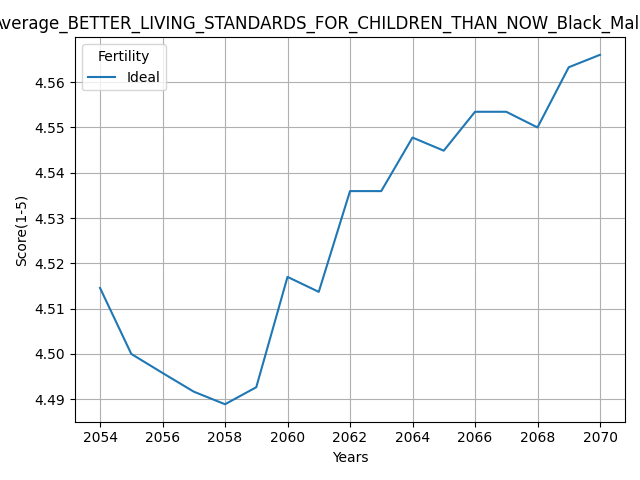 verage_BETTER_LIVING_STANDARDS_FOR_CHILDREN_THAN_NOW_Black_Mal
Fertility
Ideal
4.56
4.55
4.54
4.53
4.52
4.51
4.50
4.49
Score(1-5)
2054 2056 2058 2060 2062 2064 2066 2068 2070
Years